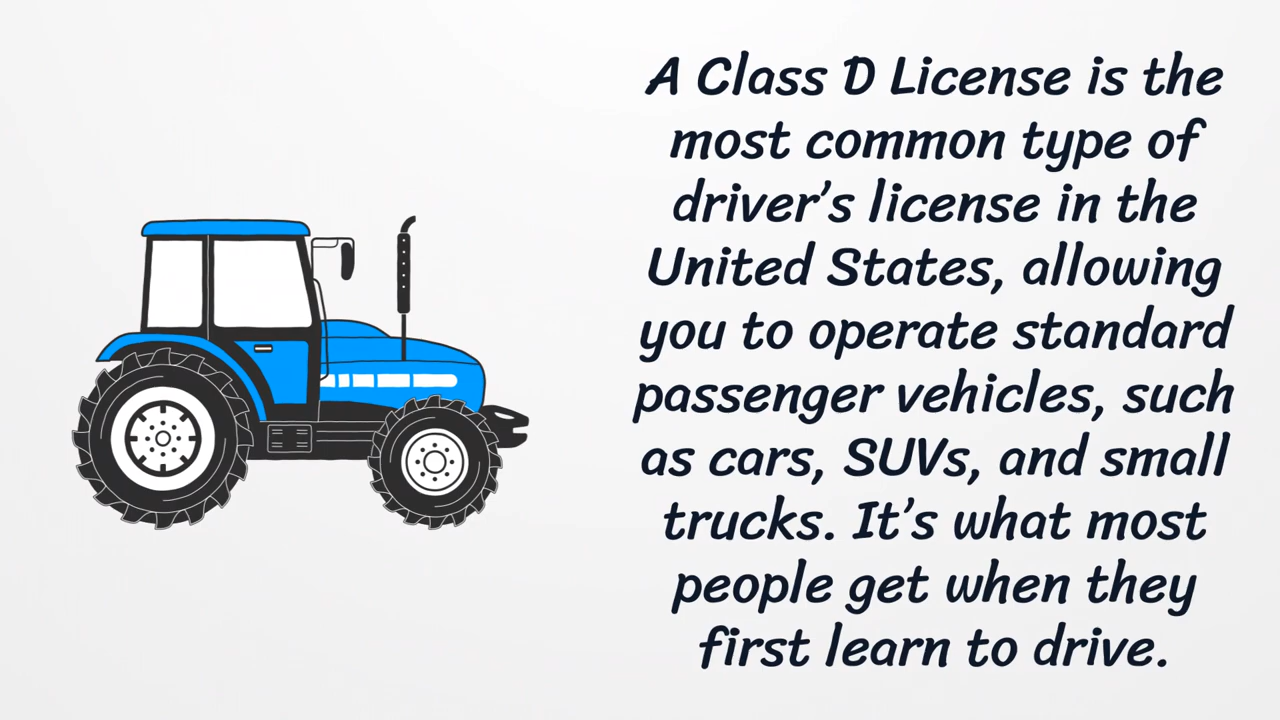 A Class D License is the
most common type of
driver’s license in the
United States, allowing
you to operate standard
passenger vehicles, such
as cars, SUVs, and small
trucks. It’s what most
people get when they
first learn to drive.